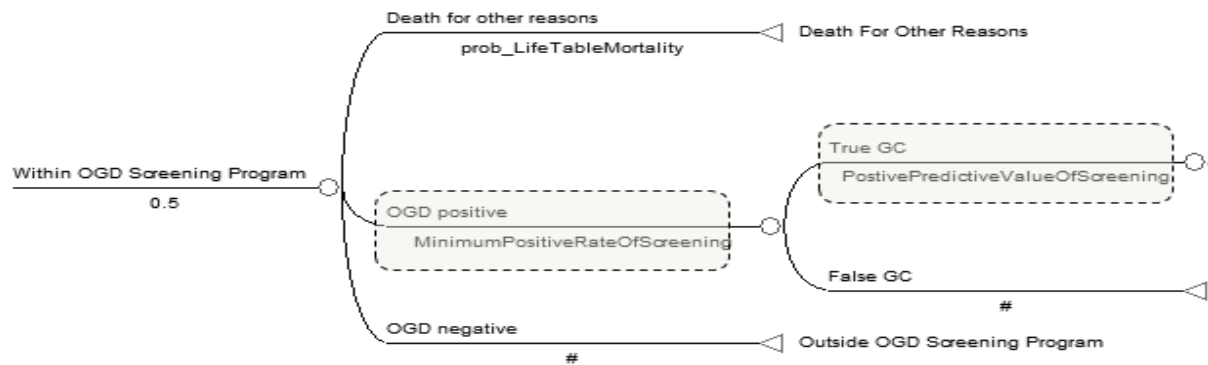 Death for other reasons
Death For Other Reasons
prob_LifeTableMortality
True GC
Within OGD Screening Program
PostivePredictiveValueOfScreening
0.5
OGD positive
MinimumPositiveRateOfScreening
False GC
#
OGD negative
Outside OGD Screening Program
#